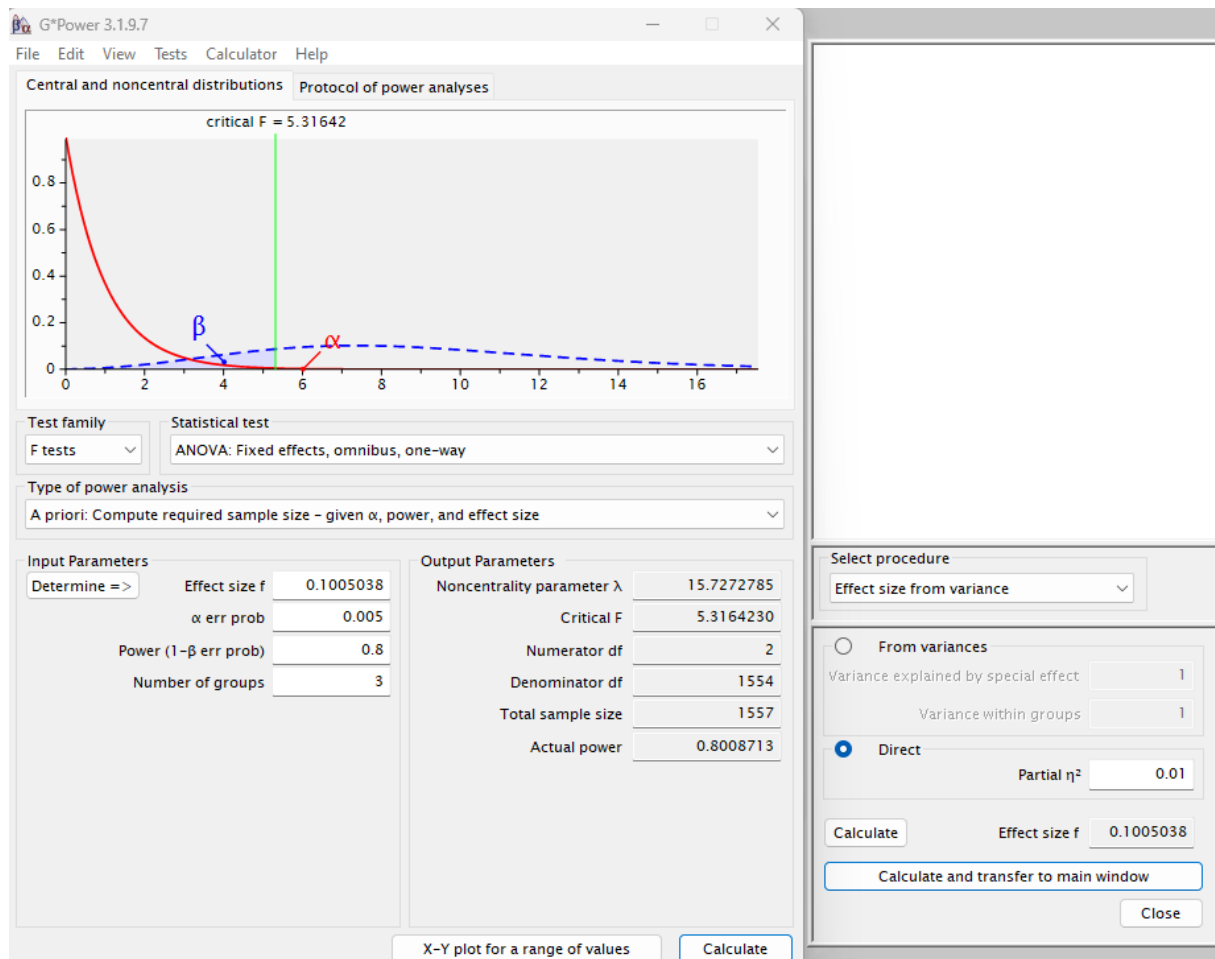 G*Power 3.1.9.7
File Edit View Tests Calculator Help
Central and noncentral distributions Protocol of power analyses
critical F = 5.31642
0.8
0.6
0.4
0.2
0
β
α
0 2 4 6 8 10 12 14 16
Test family Statistical test
F tests ANOVA: Fixed effects, omnibus, one-way
Type of power analysis
A priori: Compute required sample size - given α, power, and effect size
Input Parameters
Determine => Effect size f 0.1005038
α err prob 0.005
Power (1-β err prob) 0.8
Number of groups 3
Output Parameters
Noncentrality parameter λ 15.7272785
Critical F 5.3164230
Numerator df 2
Denominator df 1554
Total sample size 1557
Actual power 0.8008713
X-Y plot for a range of values Calculate
Select procedure
Effect size from variance
From variances
Variance explained by special effect 1
Variance within groups 1
Direct
Partial η² 0.01
Calculate Effect size f 0.1005038
Calculate and transfer to main window
Close